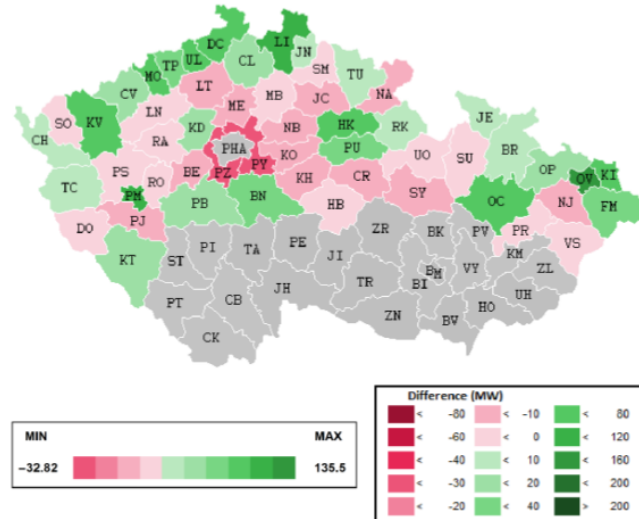 DC
LI
UL
JN
TP
CL
MO
SM
TU
CV
LT
NA
MB
ME
JC
SO
KV
LN
JE
CH
KD
NB
HK
RK
RA
PHA
BR
KO
PU
UO
SU
OP
KI
PY
OV
PS
BE
PZ
TC
RO
KH
CR
PM
SY
NJ
FM
PB
BN
HB
OC
DO
PJ
PR
VS
KT
ST
PI
TA
PE
JI
ZR
BK
PV
KM
ZL
VY
BM
BI
PT
CB
JH
TR
UH
HO
ZN
BV
CK
MIN
MAX
−32.82
135.5
Difference (MW)
< -80 < -10 < 80
< -60 < 0 < 120
< -40 < 10 < 160
< -30 < 20 < 200
< -20 < 40 > 200